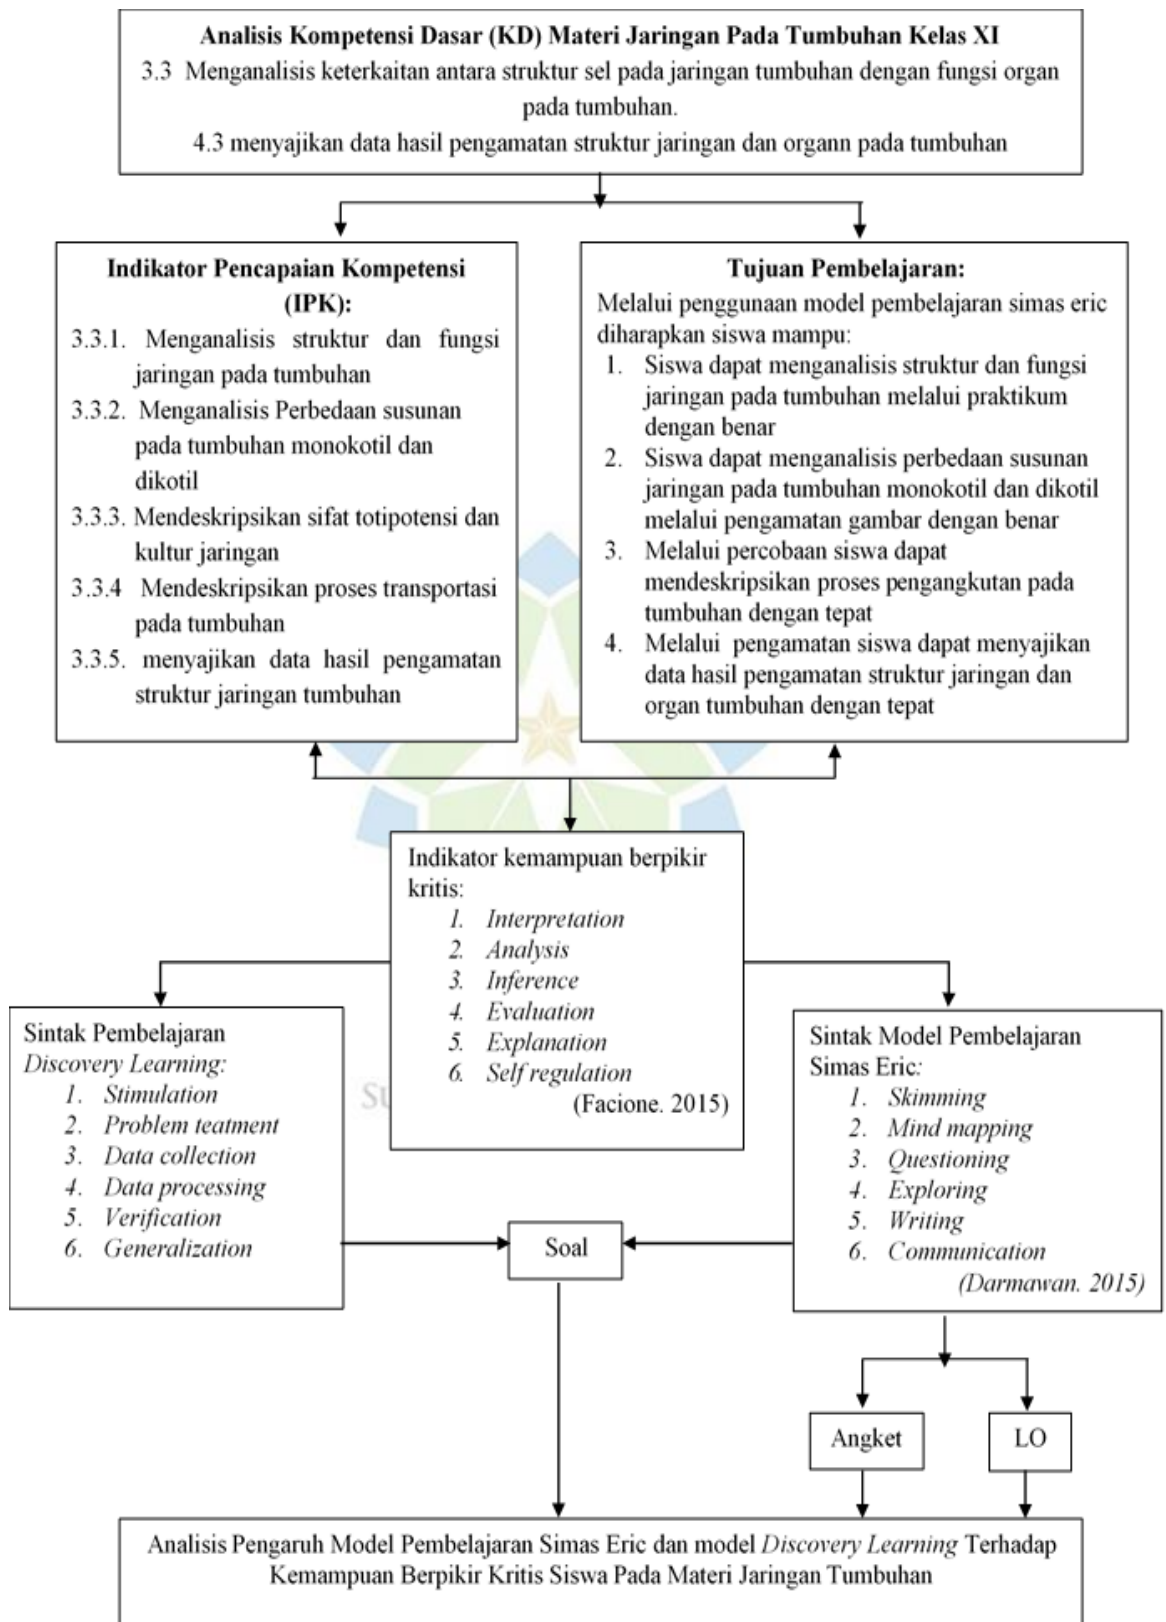 Analisis Kompetensi Dasar (KD) Materi Jaringan Pada Tumbuhan Kelas XI
3.3 Menganalisis keterkaitan antara struktur sel pada jaringan tumbuhan dengan fungsi organ
pada tumbuhan.
4.3 menyajikan data hasil pengamatan struktur jaringan dan organn pada tumbuhan
Indikator Pencapaian Kompetensi
(IPK):
3.3.1. Menganalisis struktur dan fungsi
jaringan pada tumbuhan
3.3.2. Menganalisis Perbedaan susunan
pada tumbuhan monokotil dan
dikotil
3.3.3. Mendeskripsikan sifat totipotensi dan
kultur jaringan
3.3.4 Mendeskripsikan proses transportasi
pada tumbuhan
3.3.5. menyajikan data hasil pengamatan
struktur jaringan tumbuhan
Tujuan Pembelajaran:
Melalui penggunaan model pembelajaran simas eric
diharapkan siswa mampu:
1. Siswa dapat menganalisis struktur dan fungsi
jaringan pada tumbuhan melalui praktikum
dengan benar
2. Siswa dapat menganalisis perbedaan susunan
jaringan pada tumbuhan monokotil dan dikotil
melalui pengamatan gambar dengan benar
3. Melalui percobaan siswa dapat
mendeskripsikan proses pengangkutan pada
tumbuhan dengan tepat
4. Melalui pengamatan siswa dapat menyajikan
data hasil pengamatan struktur jaringan dan
organ tumbuhan dengan tepat
Indikator kemampuan berpikir
kritis:
1. Interpretation
2. Analysis
3. Inference
4. Evaluation
5. Explanation
6. Self regulation
(Facione. 2015)
Sintak Pembelajaran
Discovery Learning:
1. Stimulation
2. Problem teatment
3. Data collection
4. Data processing
5. Verification
6. Generalization
Sintak Model Pembelajaran
Simas Eric:
1. Skimming
2. Mind mapping
3. Questioning
4. Exploring
5. Writing
6. Communication
(Darmawan. 2015)
Soal
Angket
LO
Analisis Pengaruh Model Pembelajaran Simas Eric dan model Discovery Learning Terhadap
Kemampuan Berpikir Kritis Siswa Pada Materi Jaringan Tumbuhan